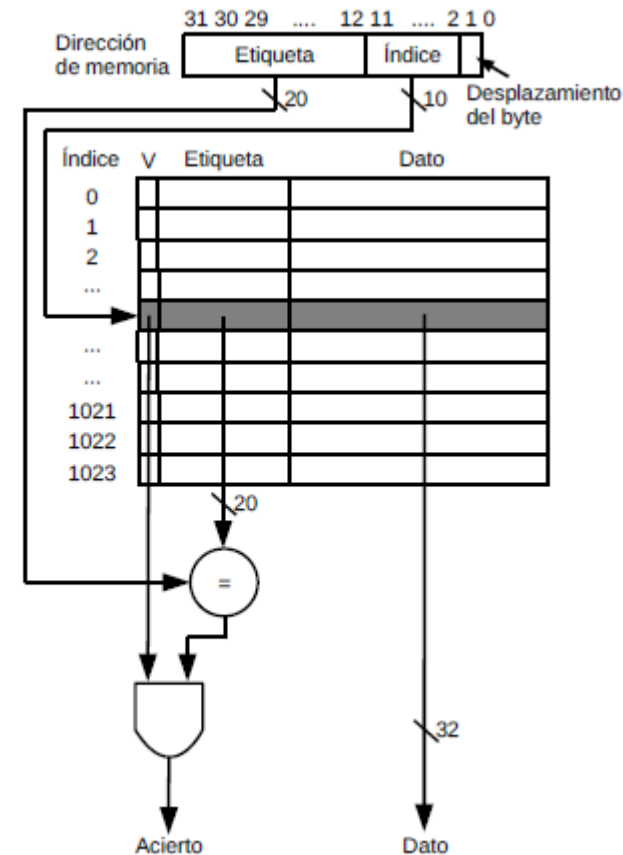 31 30 29 .... 12 11 .... 2 1 0
Dirección
de memoria
Etiqueta
Índice
20
10
Desplazamiento
del byte
Índice V Etiqueta Dato
0
1
2
...
...
...
1021
1022
1023
20
=
32
Acierto
Dato